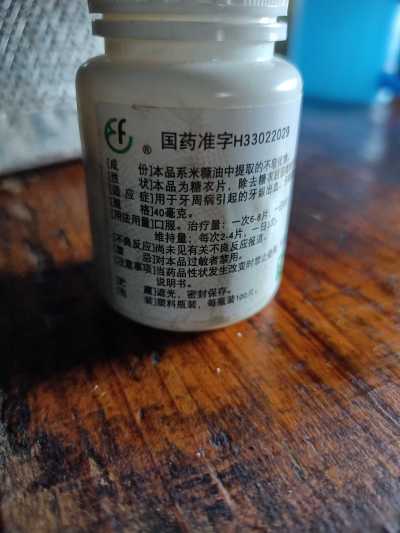 Ef ®
国药准字H33022029
[成 份]本品系米糠油中提取的不皂化物。
[性 状]本品为糖衣片，除去糖衣
[适应症]用于牙周病引起的牙龈出血、
[规 格]40毫克。
[用法用量]口服。治疗量：一次6-8片，一日
维持量：每次2-4片，一日3次。
[不良反应]尚未见有关不良反应报道。
[禁 忌]对本品过敏者禁用。
[注意事项]当药品性状发生改变时禁止使用。
说明书。
[贮 藏]遮光，密封保存。
[包 装]塑料瓶装，每瓶装100片。